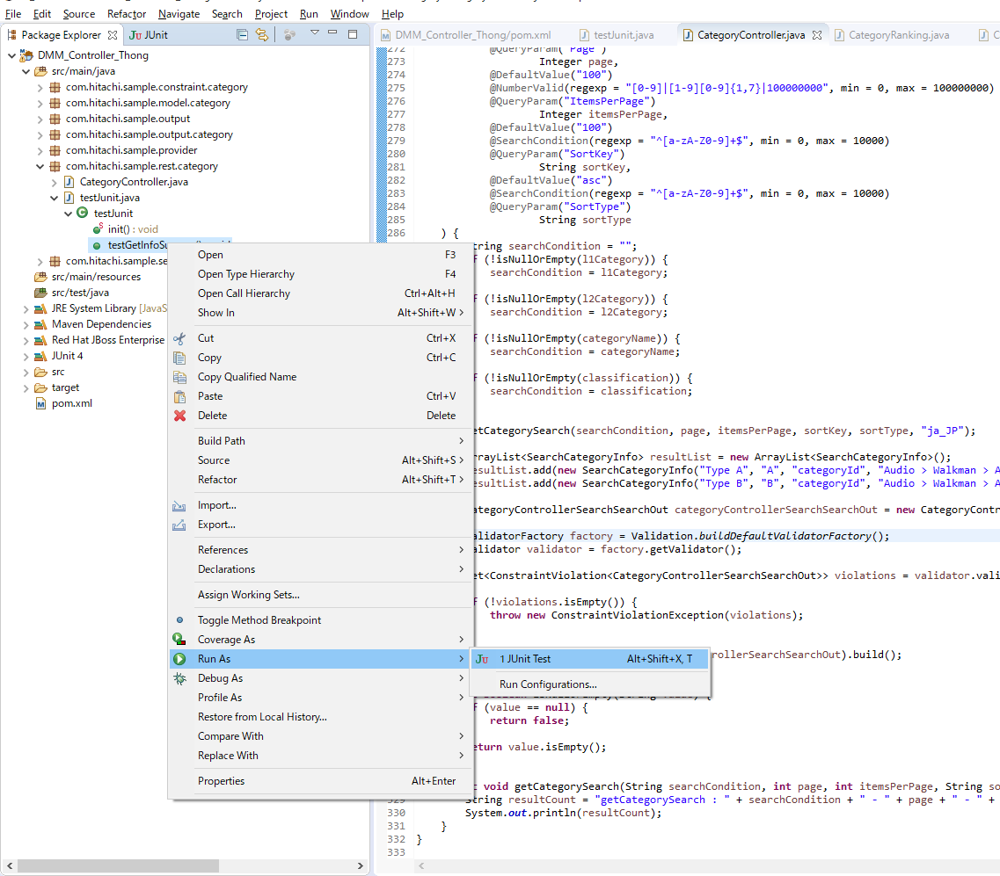 File Edit Source Refactor Navigate Search Project Run Window Help
Package Explorer JUnit
DMM_Controller_Thong
src/main/java
com.hitachi.sample.constraint.category
com.hitachi.sample.model.category
com.hitachi.sample.output
com.hitachi.sample.output.category
com.hitachi.sample.provider
com.hitachi.sample.rest.category
CategoryController.java
testJunit.java
testJunit
init() : void
testGetInfoSu
com.hitachi.sample.se
src/main/resources
src/test/java
JRE System Library [JavaS
Maven Dependencies
Red Hat JBoss Enterprise
JUnit 4
src
target
pom.xml
Open F3
Open Type Hierarchy F4
Open Call Hierarchy Ctrl+Alt+H
Show In Alt+Shift+W >
Cut Ctrl+X
Copy Ctrl+C
Copy Qualified Name
Paste Ctrl+V
Delete Delete
Build Path >
Source Alt+Shift+S >
Refactor Alt+Shift+T >
Import...
Export...
References >
Declarations >
Assign Working Sets...
Toggle Method Breakpoint
Coverage As >
Run As >
Debug As >
Profile As >
Restore from Local History...
Compare With >
Replace With >
Properties Alt+Enter
1 JUnit Test Alt+Shift+X, T
Run Configurations...
DMM_Controller_Thong/pom.xml testJunit.java CategoryController.java CategoryRanking.java C
272 @QueryParam("Page")
273 Integer page,
274 @DefaultValue("100")
275 @NumberValid(regexp = "[0-9]|[1-9][0-9]{1,7}|100000000", min = 0, max = 100000000)
276 @QueryParam("ItemsPerPage")
277 Integer itemsPerPage,
278 @DefaultValue("100")
279 @SearchCondition(regexp = "^[a-zA-Z0-9]+$", min = 0, max = 10000)
280 @QueryParam("SortKey")
281 String sortKey,
282 @DefaultValue("asc")
283 @SearchCondition(regexp = "^[a-zA-Z0-9]+$", min = 0, max = 10000)
284 @QueryParam("SortType")
285 String sortType
286 ) {
tring searchCondition = "";
f (!isNullOrEmpty(l1Category)) {
searchCondition = l1Category;
f (!isNullOrEmpty(l2Category)) {
searchCondition = l2Category;
f (!isNullOrEmpty(categoryName)) {
searchCondition = categoryName;
f (!isNullOrEmpty(classification)) {
searchCondition = classification;
etCategorySearch(searchCondition, page, itemsPerPage, sortKey, sortType, "ja_JP");
rrayList<SearchCategoryInfo> resultList = new ArrayList<SearchCategoryInfo>();
esultList.add(new SearchCategoryInfo("Type A", "A", "categoryId", "Audio > Walkman > A
esultList.add(new SearchCategoryInfo("Type B", "B", "categoryId", "Audio > Walkman > A
ategoryControllerSearchSearchOut categoryControllerSearchSearchOut = new CategoryContr
alidatorFactory factory = Validation.buildDefaultValidatorFactory();
alidator validator = factory.getValidator();
et<ConstraintViolation<CategoryControllerSearchSearchOut>> violations = validator.vali
f (!violations.isEmpty()) {
throw new ConstraintViolationException(violations);
rollerSearchSearchOut).build();
f (value == null) {
return false;
eturn value.isEmpty();
c void getCategorySearch(String searchCondition, int page, int itemsPerPage, String so
329 String resultCount = "getCategorySearch : " + searchCondition + " - " + page + " - " +
330 System.out.println(resultCount);
331 }
332 }
333